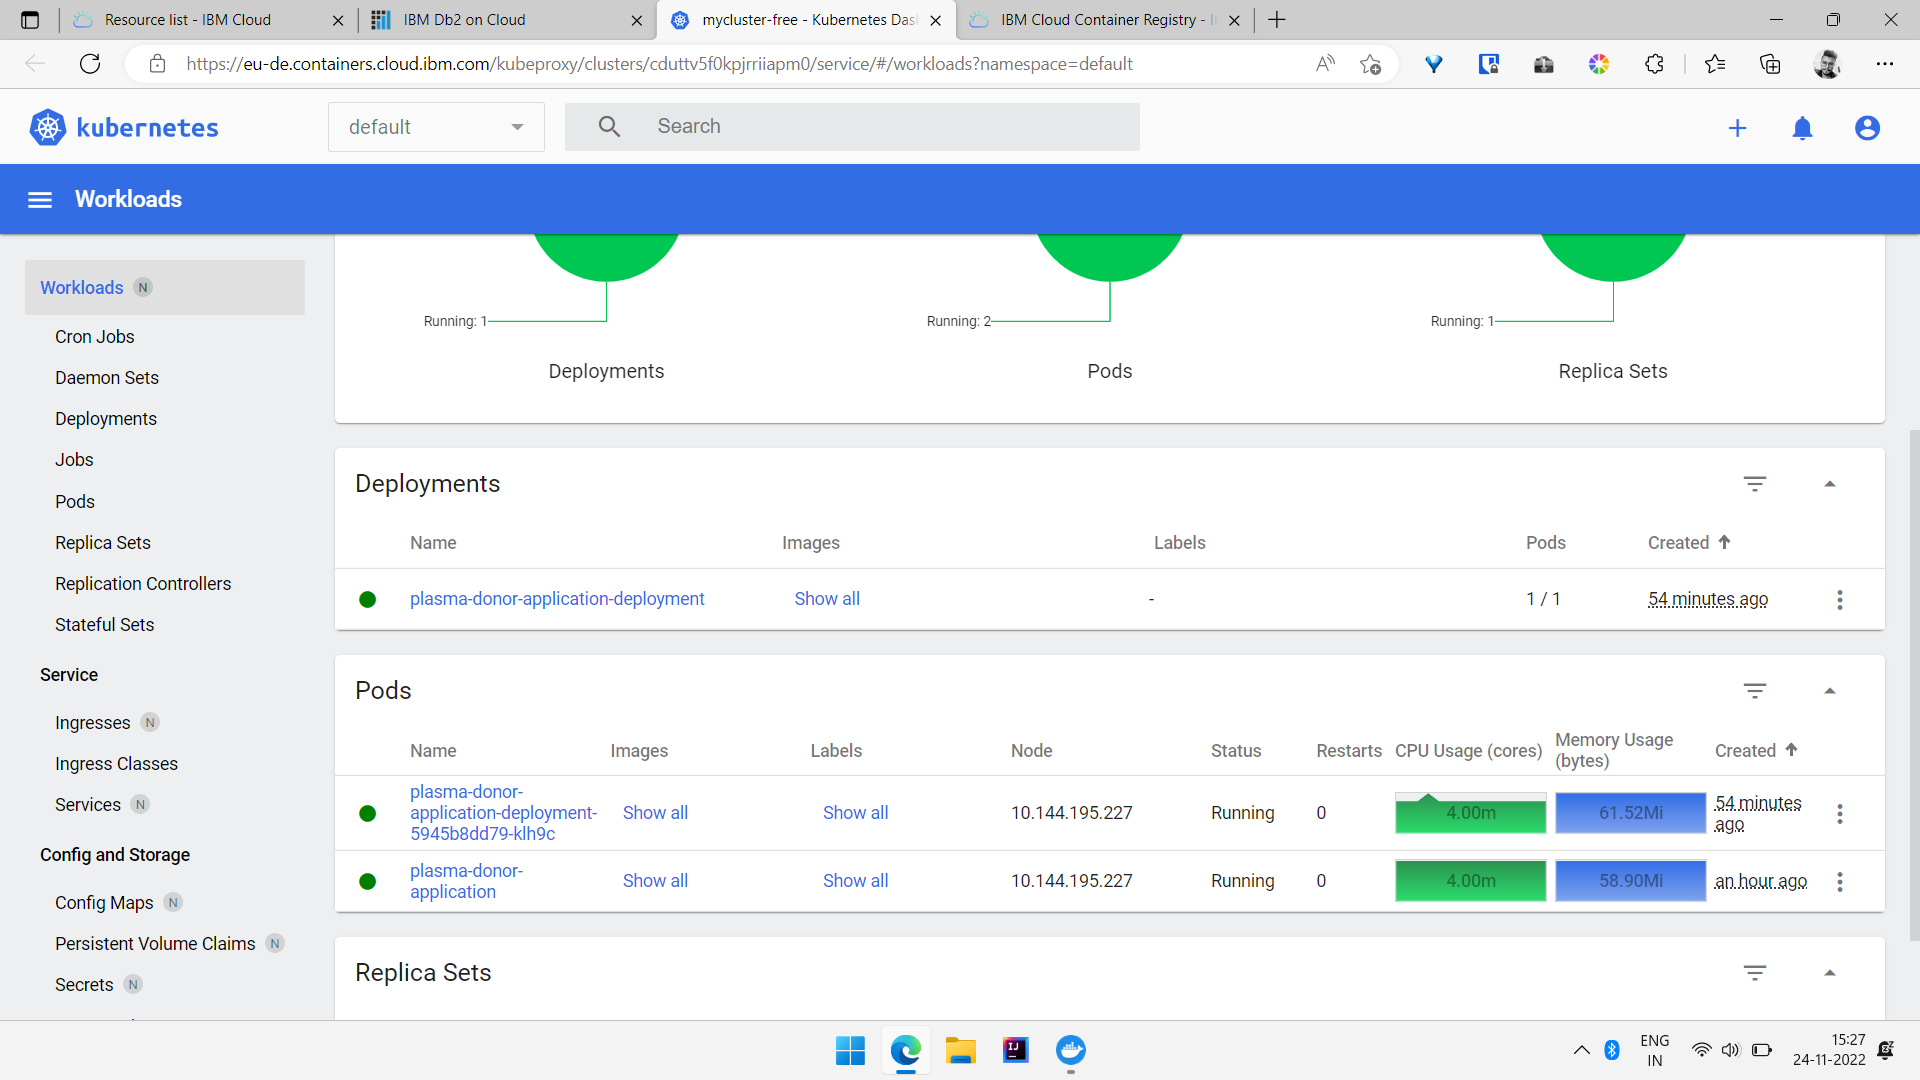 Resource list - IBM Cloud
IBM Db2 on Cloud
mycluster-free - Kubernetes Das
IBM Cloud Container Registry - I
https://eu-de.containers.cloud.ibm.com/kubeproxy/clusters/cduttv5f0kpjrriiapm0/service/#/workloads?namespace=default
kubernetes
default
Search
Workloads
Workloads N
Cron Jobs
Daemon Sets
Deployments
Jobs
Pods
Replica Sets
Replication Controllers
Stateful Sets
Service
Ingresses N
Ingress Classes
Services N
Config and Storage
Config Maps N
Persistent Volume Claims N
Secrets N
Running: 1
Running: 2
Running: 1
Deployments
Pods
Replica Sets
Deployments
Name Images Labels Pods Created
plasma-donor-application-deployment Show all - 1 / 1 54 minutes ago
Pods
Name Images Labels Node Status Restarts CPU Usage (cores) Memory Usage (bytes) Created
plasma-donor-
application-deployment-
5945b8dd79-klh9c
Show all Show all 10.144.195.227 Running 0 4.00m 61.52Mi 54 minutes
ago
plasma-donor-
application
Show all Show all 10.144.195.227 Running 0 4.00m 58.90Mi an hour ago
Replica Sets
ENG
IN
15:27
24-11-2022